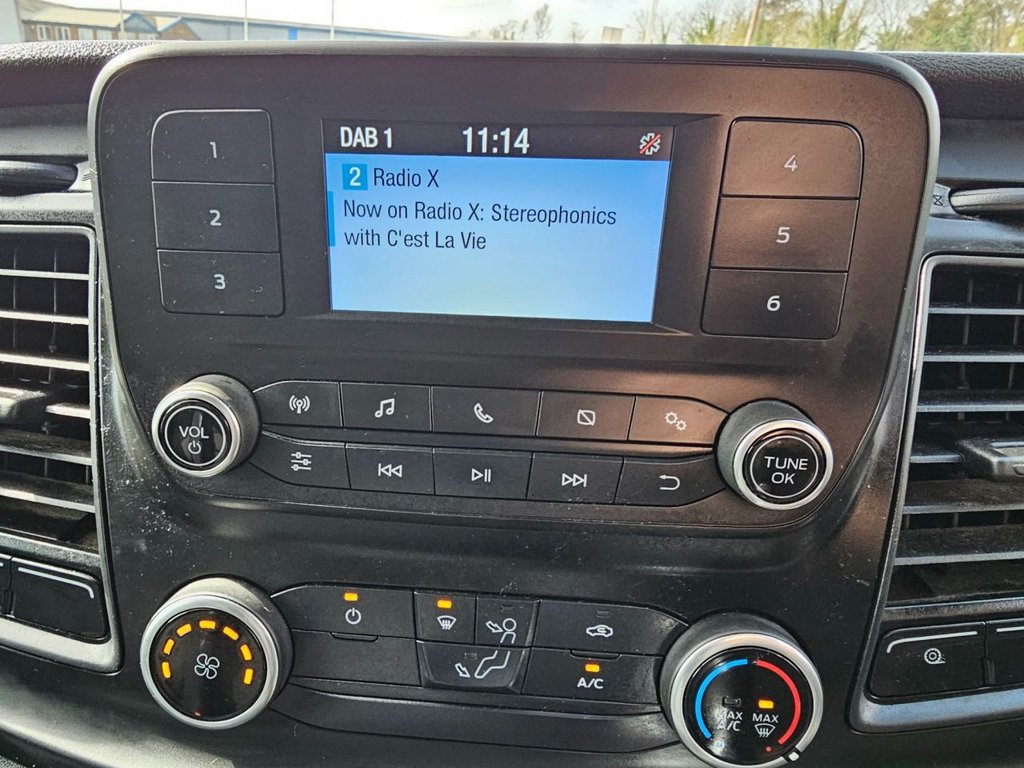 DAB 1 11:14
2 Radio X
Now on Radio X: Stereophonics
with C'est La Vie
1
2
3
4
5
6
VOL
TUNE
OK
A/C
MAX
A/C
MAX